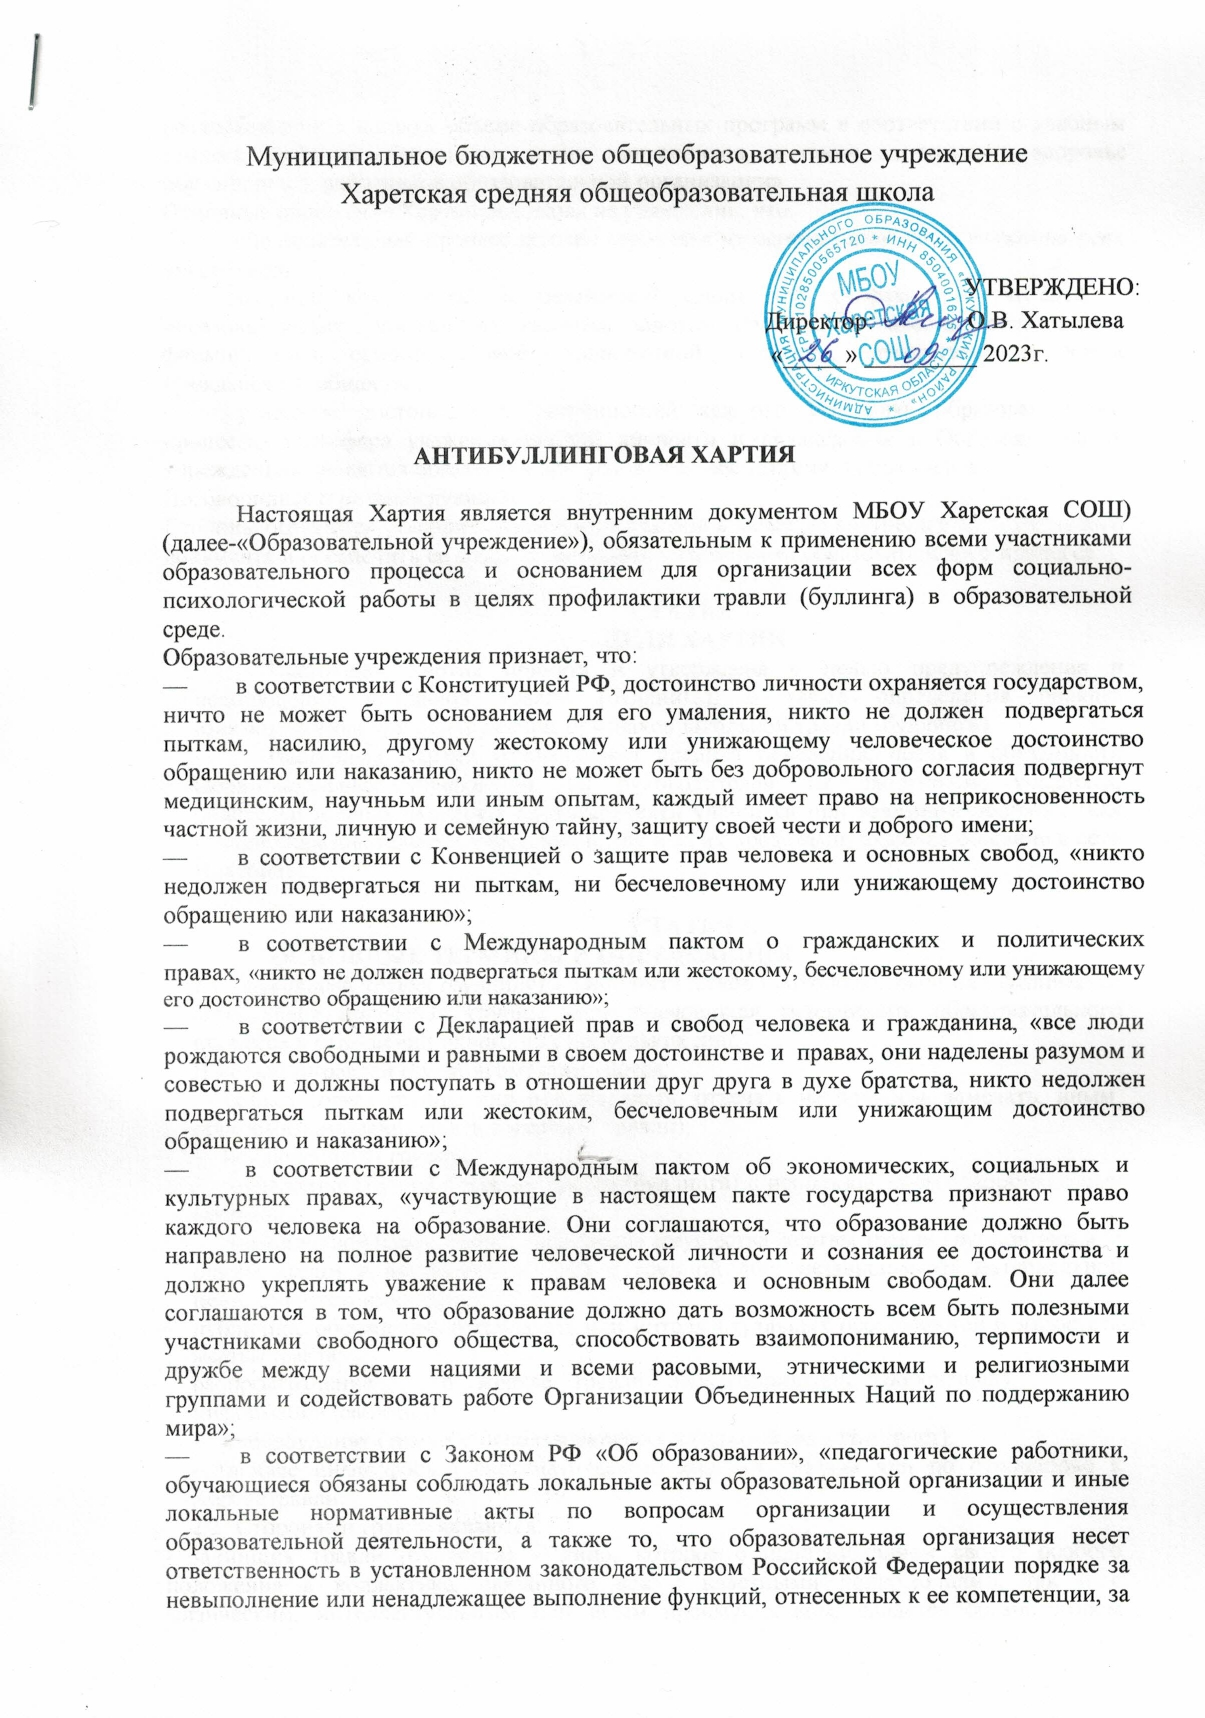 Муниципальное бюджетное общеобразовательное учреждение
Харетская средняя общеобразовательная школа
АДМИНИСТРАЦИЯ МУНИЦИПАЛЬНОГО ОБРАЗОВАНИЯ «НУКУТСКИЙ РАЙОН» *
ОГРН 1028500565720 * ИНН 8504001625 *
* ИРКУТСКАЯ ОБЛАСТЬ *
МБОУ
Харетская
СОШ
УТВЕРЖДЕНО:
Директор: О.В. Хатылева
« 26 » 09 2023г.
АНТИБУЛЛИНГОВАЯ ХАРТИЯ
Настоящая Хартия является внутренним документом МБОУ Харетская СОШ)
(далее-«Образовательной учреждение»), обязательным к применению всеми участниками
образовательного процесса и основанием для организации всех форм социально-
психологической работы в целях профилактики травли (буллинга) в образовательной
среде.
Образовательные учреждения признает, что:
— в соответствии с Конституцией РФ, достоинство личности охраняется государством,
ничто не может быть основанием для его умаления, никто не должен подвергаться
пыткам, насилию, другому жестокому или унижающему человеческое достоинство
обращению или наказанию, никто не может быть без добровольного согласия подвергнут
медицинским, научньм или иным опытам, каждый имеет право на неприкосновенность
частной жизни, личную и семейную тайну, защиту своей чести и доброго имени;
— в соответствии с Конвенцией о защите прав человека и основных свобод, «никто
недолжен подвергаться ни пыткам, ни бесчеловечному или унижающему достоинство
обращению или наказанию»;
— в соответствии с Международным пактом о гражданских и политических
правах, «никто не должен подвергаться пыткам или жестокому, бесчеловечному или унижающему
его достоинство обращению или наказанию»;
— в соответствии с Декларацией прав и свобод человека и гражданина, «все люди
рождаются свободными и равными в своем достоинстве и правах, они наделены разумом и
совестью и должны поступать в отношении друг друга в духе братства, никто недолжен
подвергаться пыткам или жестоким, бесчеловечным или унижающим достоинство
обращению и наказанию»;
— в соответствии с Международным пактом об экономических, социальных и
культурных правах, «участвующие в настоящем пакте государства признают право
каждого человека на образование. Они соглашаются, что образование должно быть
направлено на полное развитие человеческой личности и сознания ее достоинства и
должно укреплять уважение к правам человека и основным свободам. Они далее
соглашаются в том, что образование должно дать возможность всем быть полезными
участниками свободного общества, способствовать взаимопониманию, терпимости и
дружбе между всеми нациями и всеми расовыми, этническими и религиозными
группами и содействовать работе Организации Объединенных Наций по поддержанию
мира»;
— в соответствии с Законом РФ «Об образовании», «педагогические работники,
обучающиеся обязаны соблюдать локальные акты образовательной организации и иные
локальные нормативные акты по вопросам организации и осуществления
образовательной деятельности, а также то, что образовательная организация несет
ответственность в установленном законодательством Российской Федерации порядке за
невыполнение или ненадлежащее выполнение функций, отнесенных к ее компетенции, за